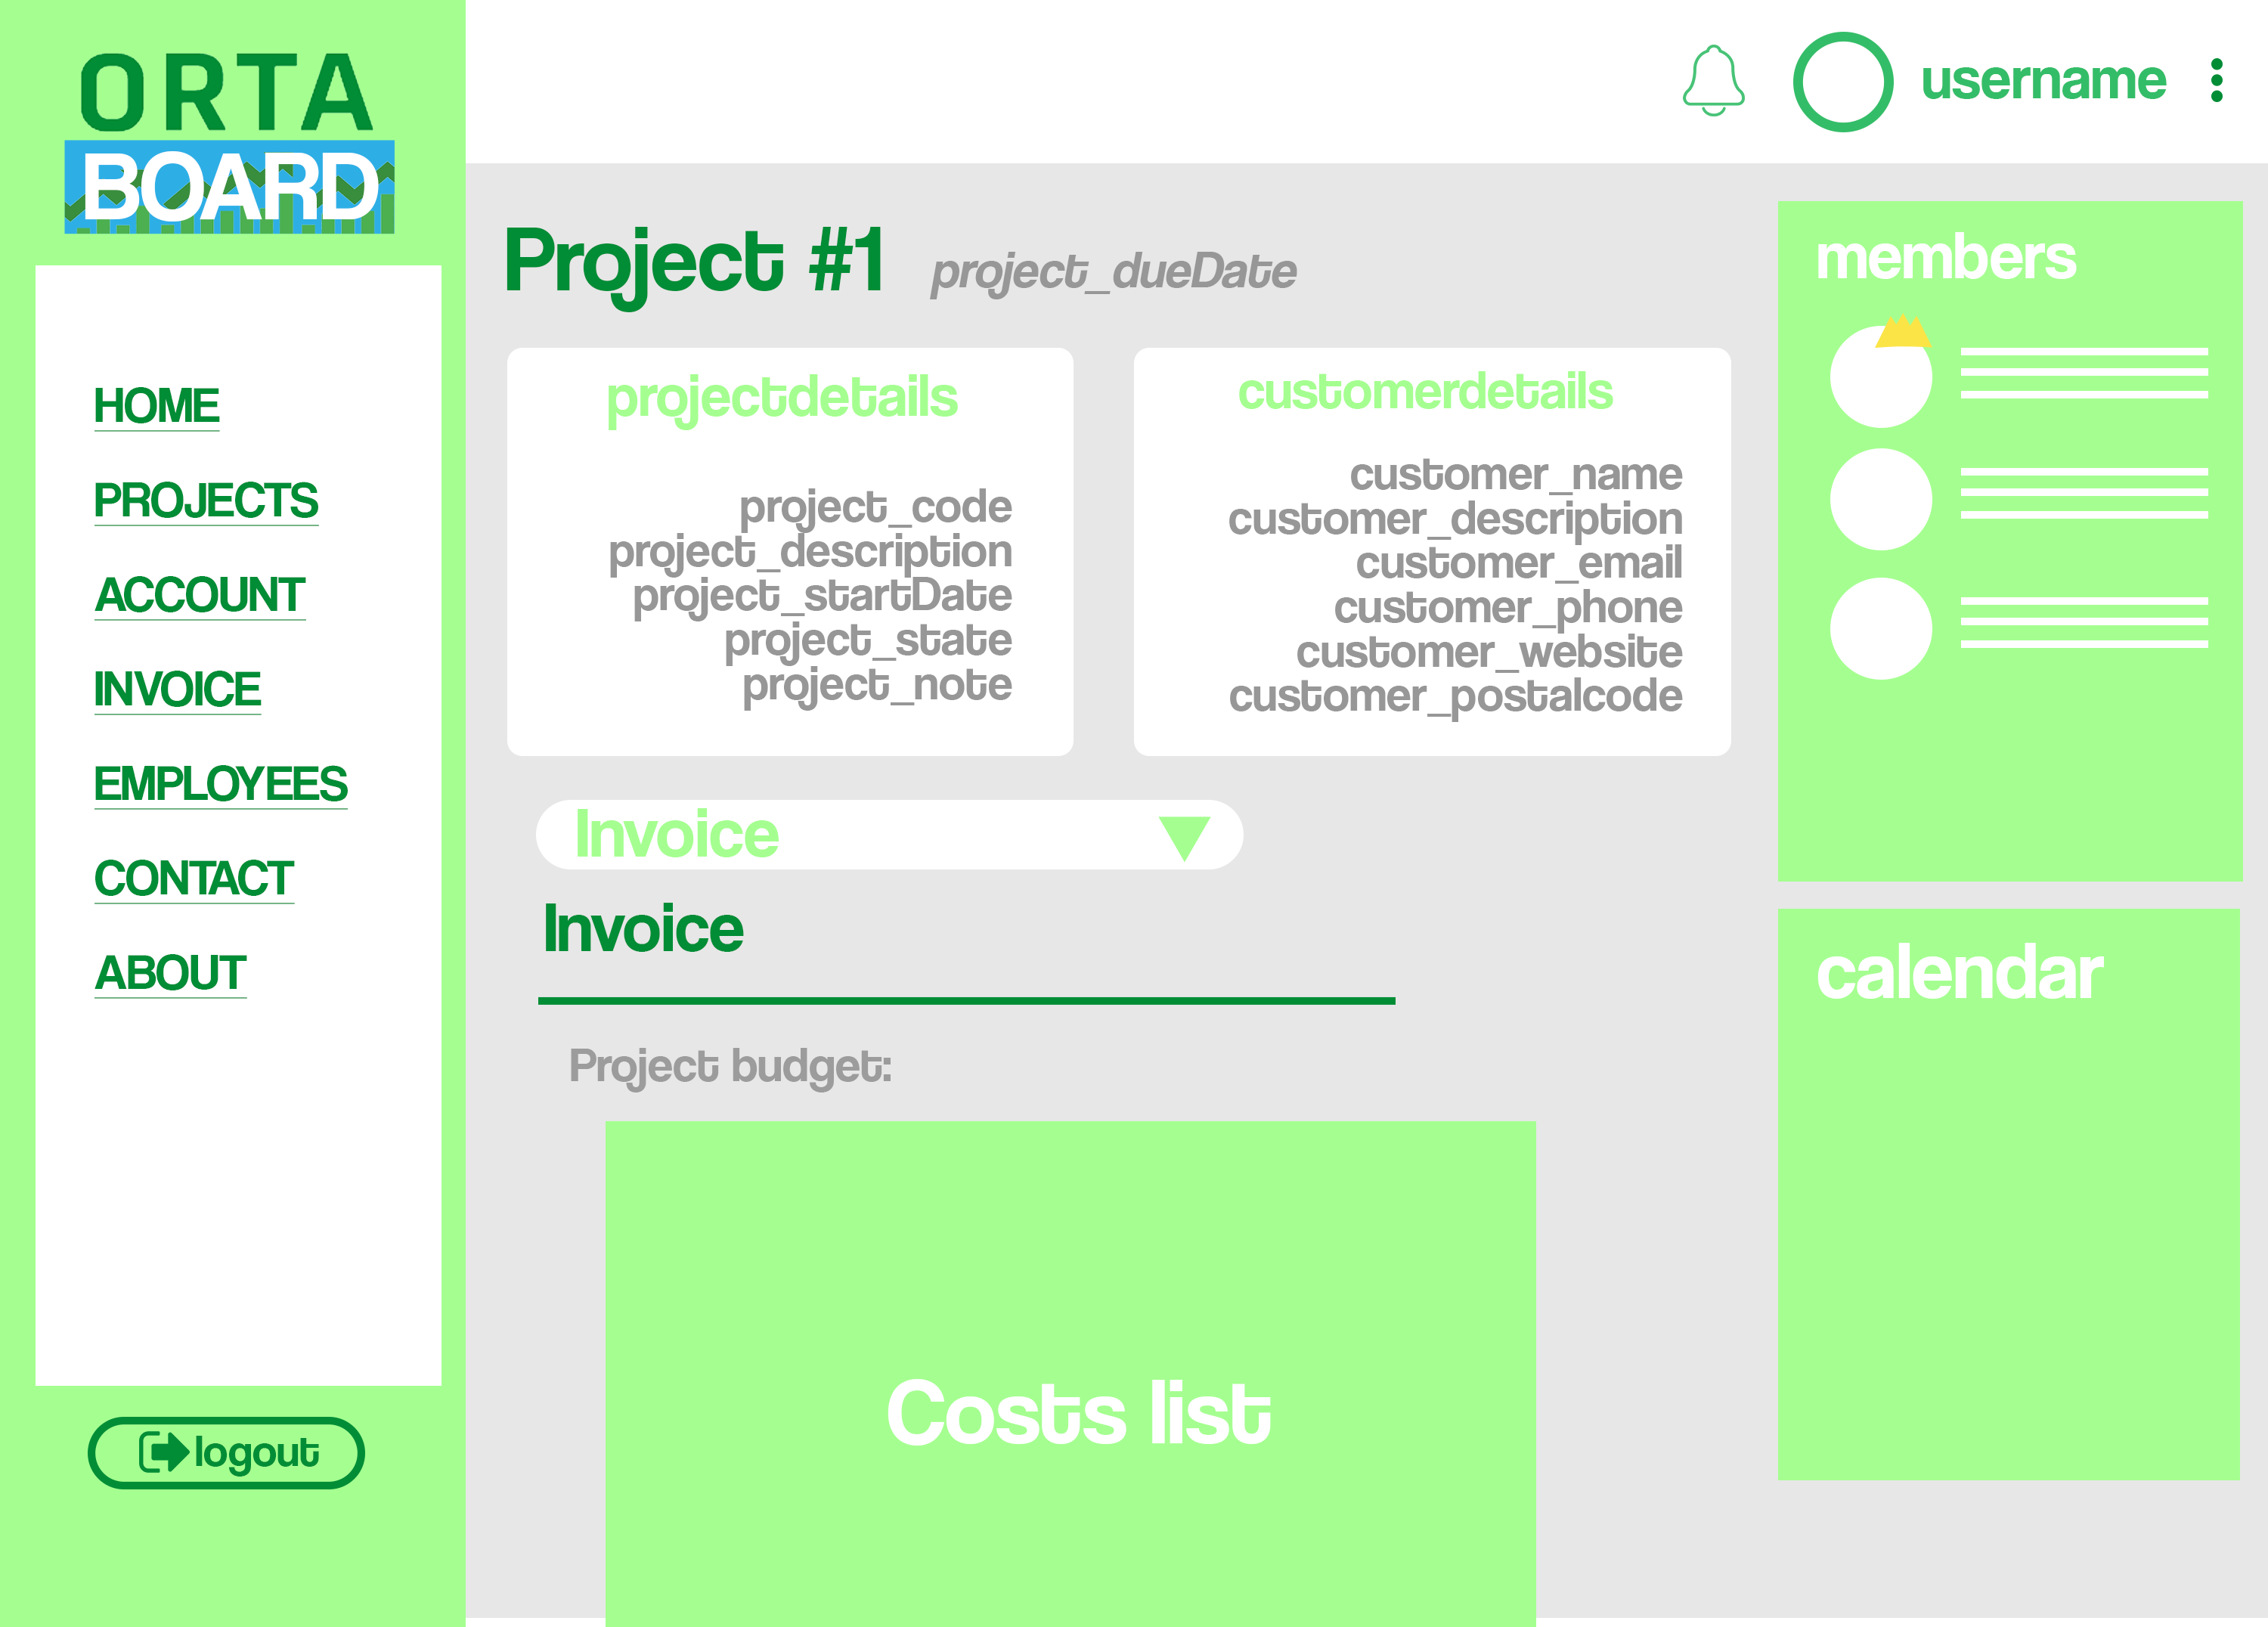 ORTA
BOARD
HOME
PROJECTS
ACCOUNT
INVOICE
EMPLOYEES
CONTACT
ABOUT
logout
username
Project #1 project_dueDate
projectdetails
project_code
project_description
project_startDate
project_state
project_note
customerdetails
customer_name
customer_description
customer_email
customer_phone
customer_website
customer_postalcode
Invoice
Invoice
Project budget:
Costs list
members
calendar